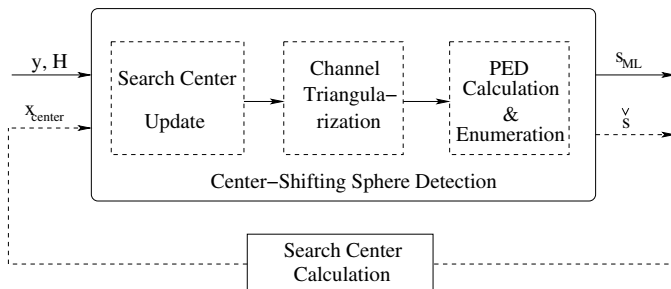 y, H
x_center
Search Center
Update
Channel
Triangula−
rization
PED
Calculation
&
Enumeration
Center−Shifting Sphere Detection
s_ML
š
Search Center
Calculation